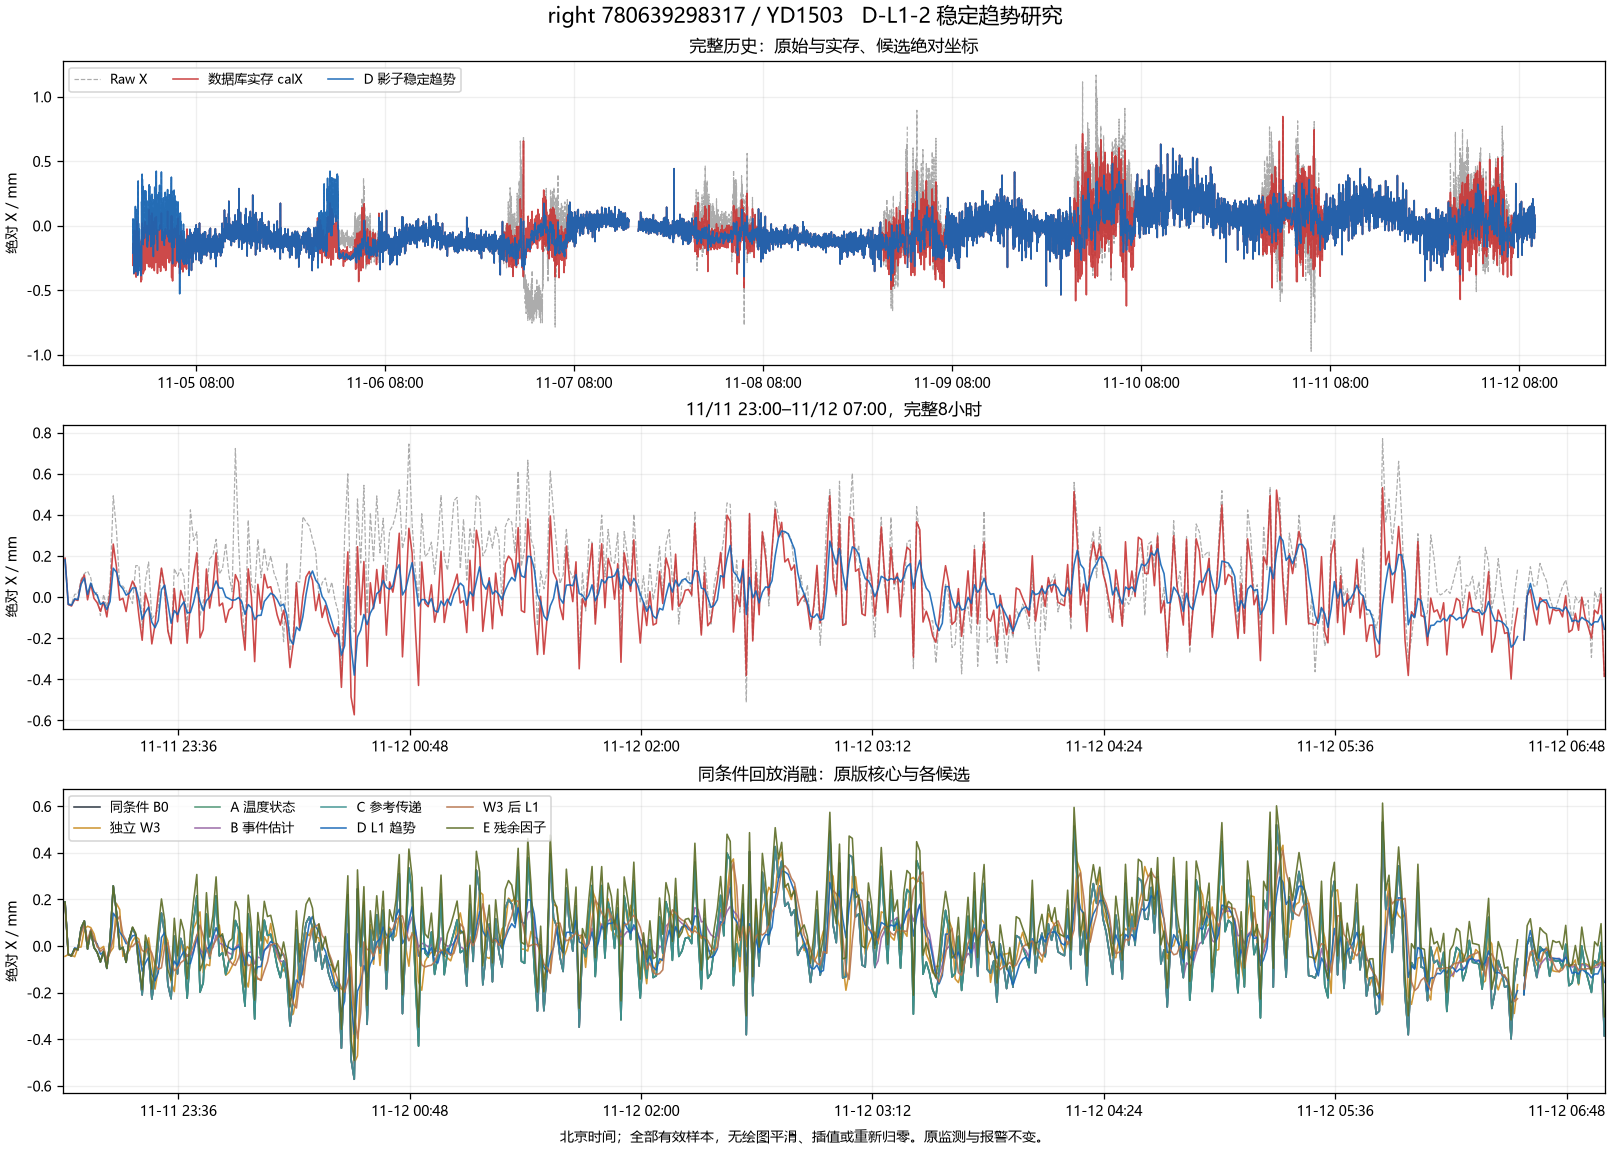 right 780639298317 / YD1503   D-L1-2 稳定趋势研究
完整历史：原始与实存、候选绝对坐标
Raw X
数据库实存 calX
D 影子稳定趋势
绝对 X / mm
1.0
0.5
0.0
-0.5
-1.0
11-05 08:00
11-06 08:00
11-07 08:00
11-08 08:00
11-09 08:00
11-10 08:00
11-11 08:00
11-12 08:00
11/11 23:00–11/12 07:00，完整8小时
绝对 X / mm
0.8
0.6
0.4
0.2
0.0
-0.2
-0.4
-0.6
11-11 23:36
11-12 00:48
11-12 02:00
11-12 03:12
11-12 04:24
11-12 05:36
11-12 06:48
同条件回放消融：原版核心与各候选
同条件 B0
A 温度状态
C 参考传递
W3 后 L1
独立 W3
B 事件估计
D L1 趋势
E 残余因子
绝对 X / mm
0.6
0.4
0.2
0.0
-0.2
-0.4
-0.6
11-11 23:36
11-12 00:48
11-12 02:00
11-12 03:12
11-12 04:24
11-12 05:36
11-12 06:48
北京时间；全部有效样本，无绘图平滑、插值或重新归零。原监测与报警不变。